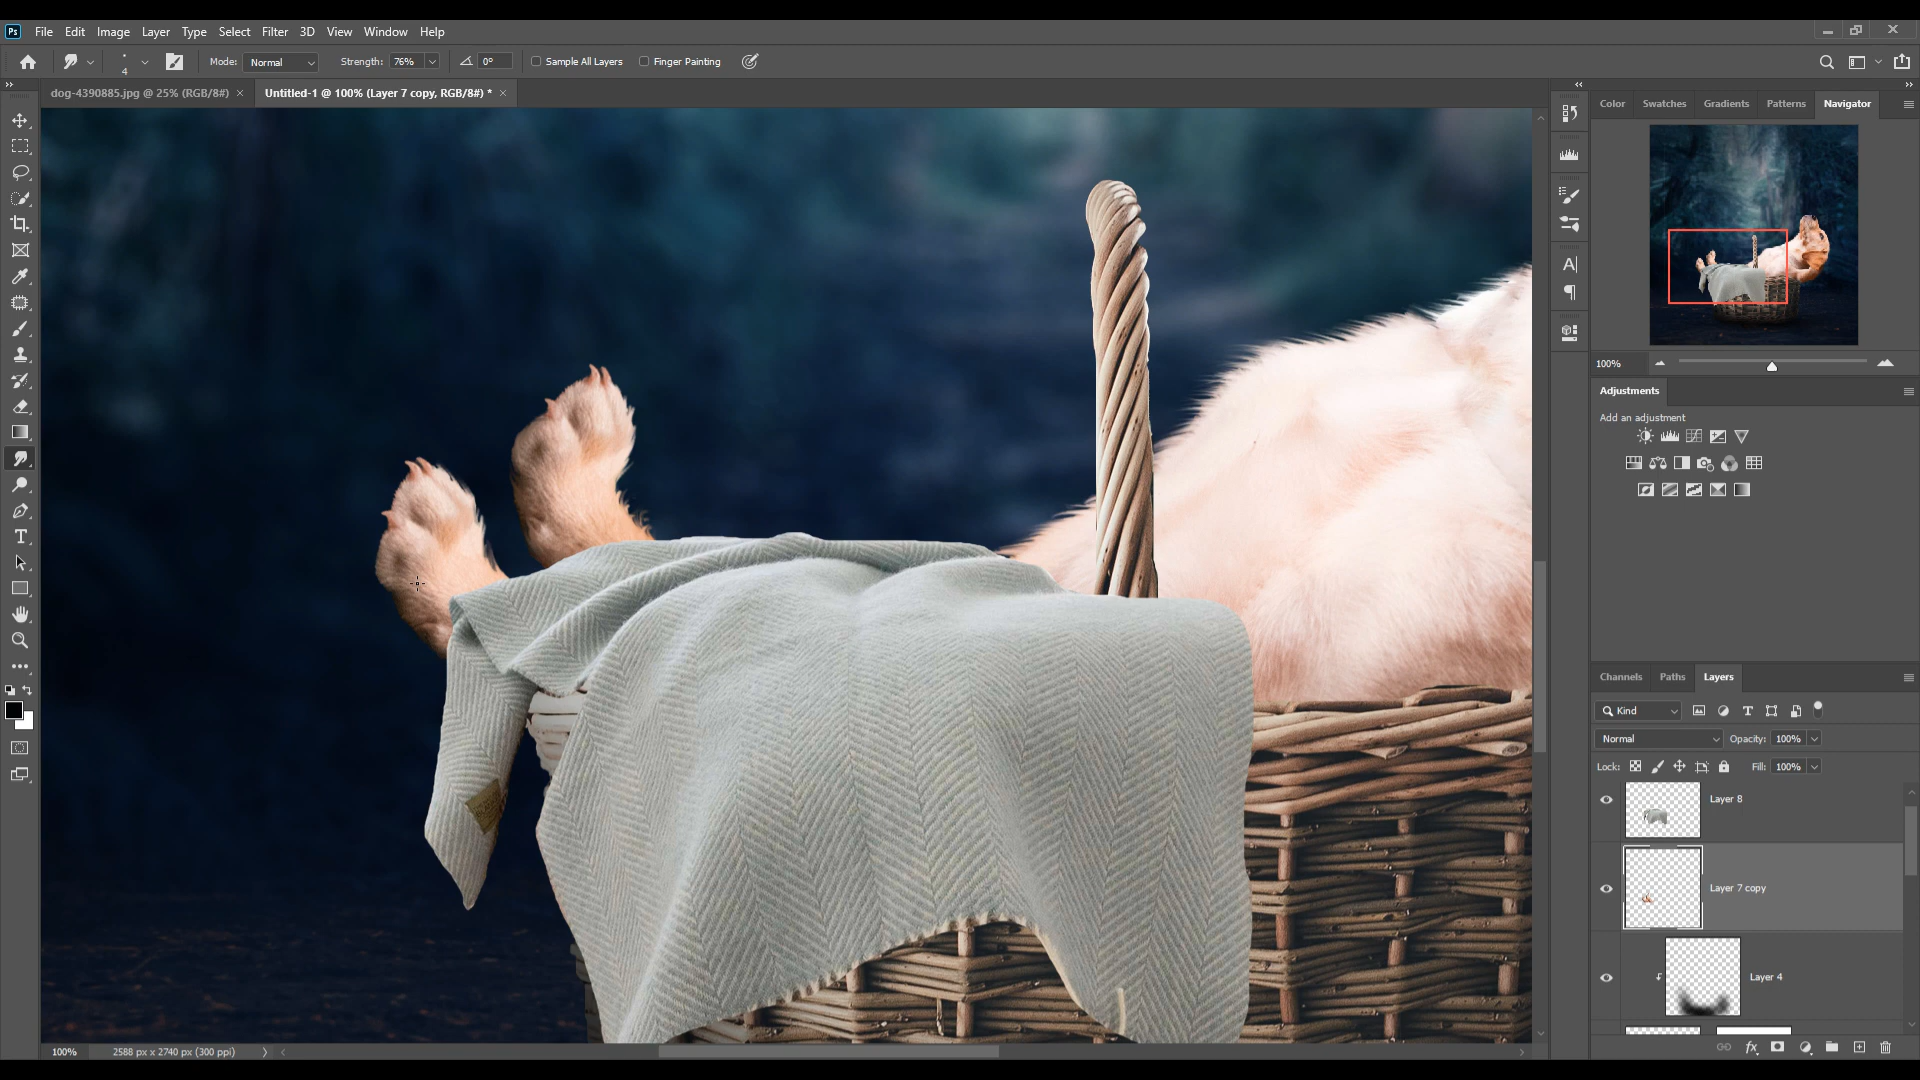 Ps File Edit Image Layer Type Select Filter 3D View Window Help
4 Mode: Normal Strength: 76% 0° Sample All Layers Finger Painting
dog-4390885.jpg @ 25% (RGB/8#) × Untitled-1 @ 100% (Layer 7 copy, RGB/8#) * ×
Color Swatches Gradients Patterns Navigator
100%
Adjustments
Add an adjustment
Channels Paths Layers
Kind
Normal Opacity: 100%
Lock: Fill: 100%
Layer 8
Layer 7 copy
Layer 4
fx
100% 2588 px x 2740 px (300 ppi)